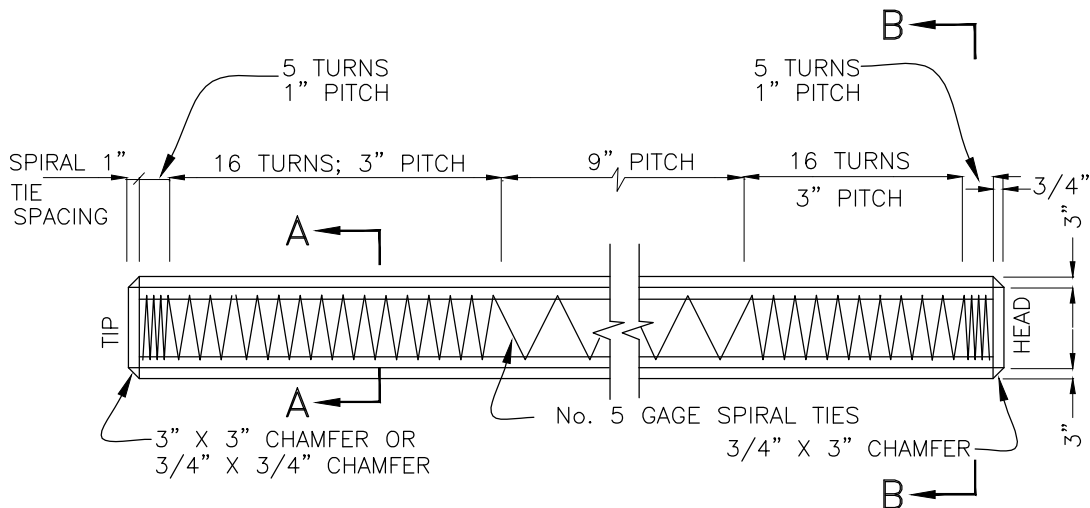 B
5 TURNS
1” PITCH
5 TURNS
1” PITCH
SPIRAL 1”
TIE
SPACING
16 TURNS; 3” PITCH
9” PITCH
16 TURNS
3” PITCH
3/4”
3”
A
TIP
HEAD
A
No. 5 GAGE SPIRAL TIES
3” X 3” CHAMFER OR
3/4” X 3/4” CHAMFER
3/4” X 3” CHAMFER
3”
B